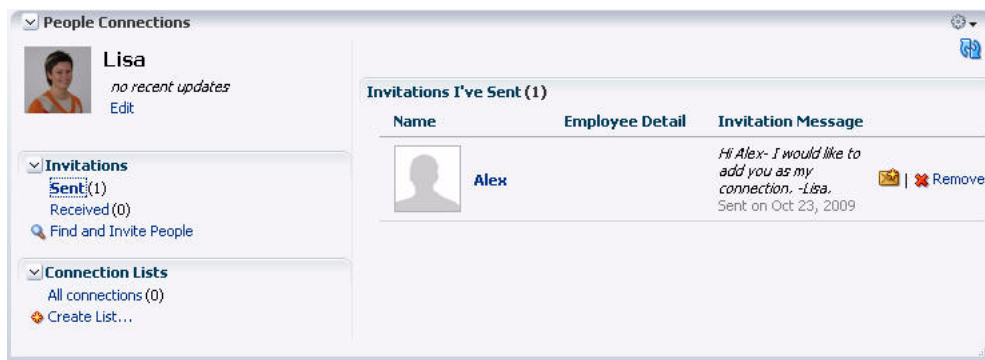 People Connections
Lisa
no recent updates
Edit
Invitations
Sent (1)
Received (0)
Find and Invite People
Connection Lists
All connections (0)
Create List...
Invitations I've Sent (1)
Name Employee Detail Invitation Message
Alex
Hi Alex- I would like to
add you as my
connection. -Lisa.
Sent on Oct 23, 2009
| Remove